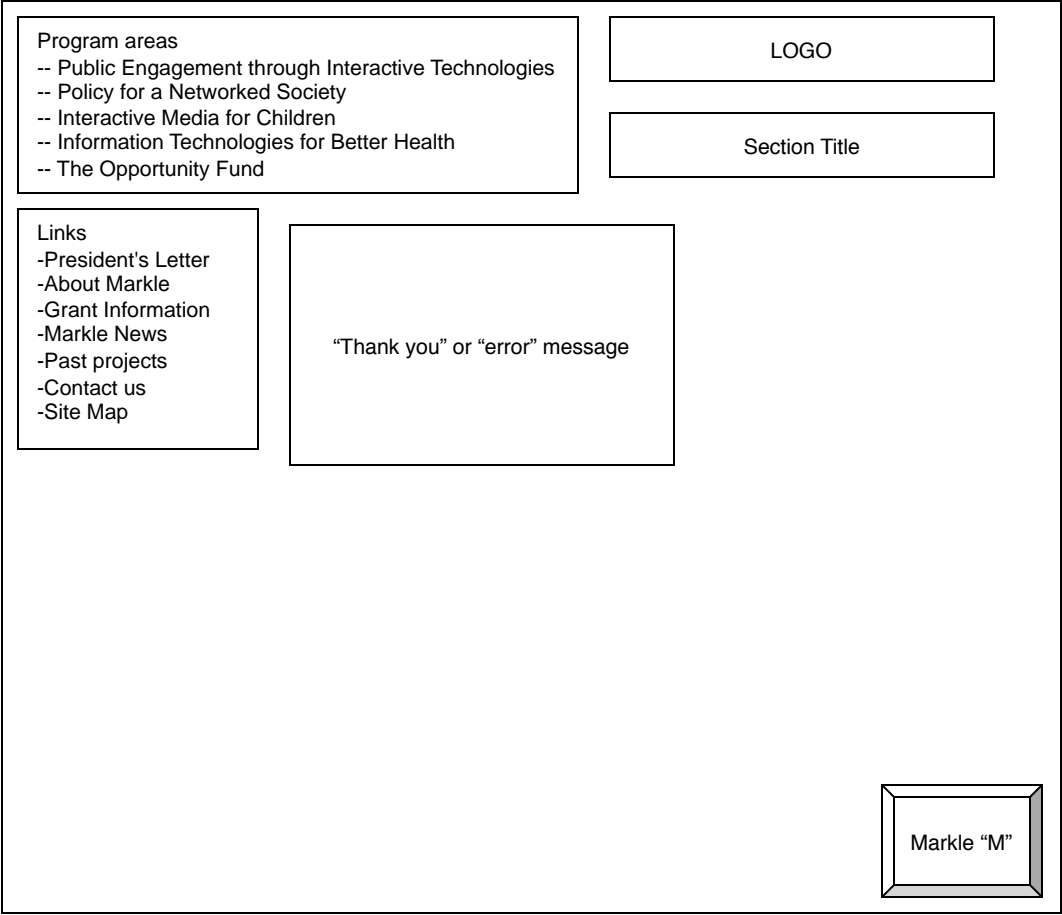 Program areas
-- Public Engagement through Interactive Technologies
-- Policy for a Networked Society
-- Interactive Media for Children
-- Information Technologies for Better Health
-- The Opportunity Fund
LOGO
Section Title
Links
-President's Letter
-About Markle
-Grant Information
-Markle News
-Past projects
-Contact us
-Site Map
“Thank you” or “error” message
Markle “M”